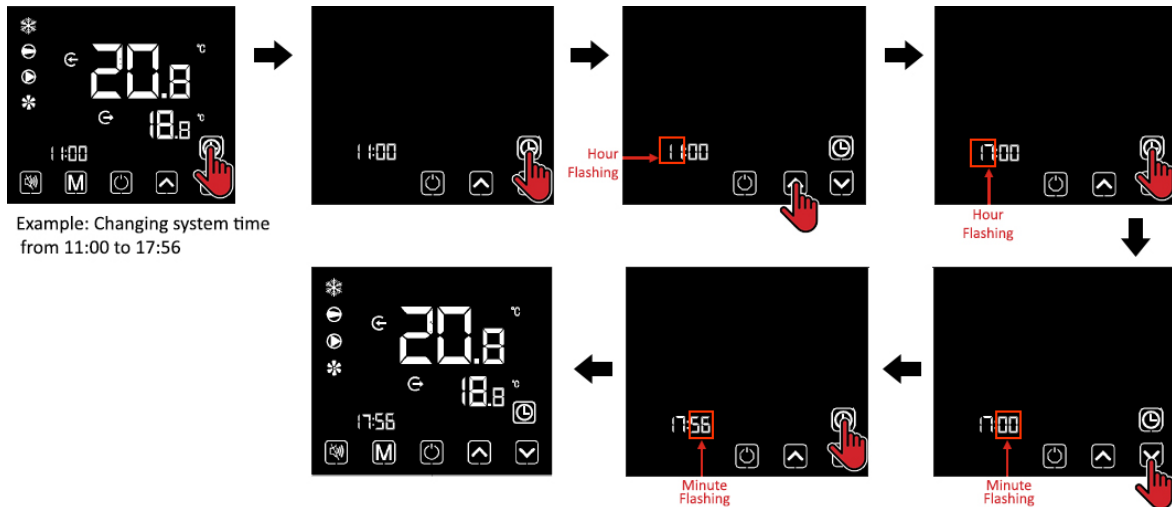 20.8 °C
18.8 °C
11:00
M
Example: Changing system time
from 11:00 to 17:56
11:00
11:00
Hour
Flashing
17:00
Hour
Flashing
17:00
Minute
Flashing
17:56
Minute
Flashing
20.8 °C
18.8 °C
17:56
M